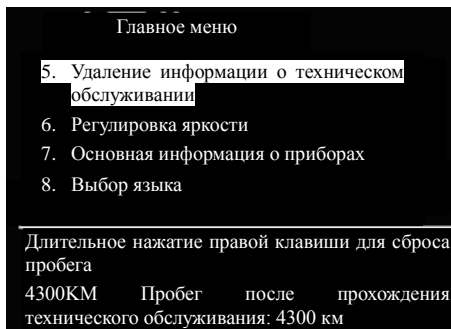 Главное меню
5. Удаление информации о техническом
обслуживании
6. Регулировка яркости
7. Основная информация о приборах
8. Выбор языка
Длительное нажатие правой клавиши для сброса
пробега
4300KM Пробег после прохождения
технического обслуживания: 4300 км